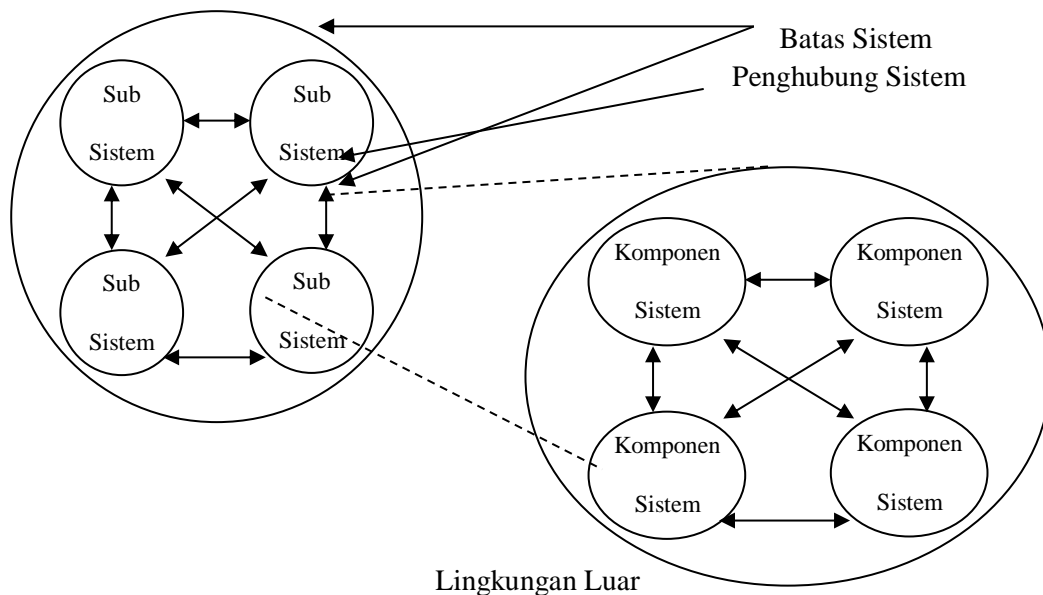 Batas Sistem
Penghubung Sistem
Sub
Sistem
Sub
Sistem
Sub
Sistem
Sub
Sistem
Komponen
Sistem
Komponen
Sistem
Komponen
Sistem
Komponen
Sistem
Lingkungan Luar